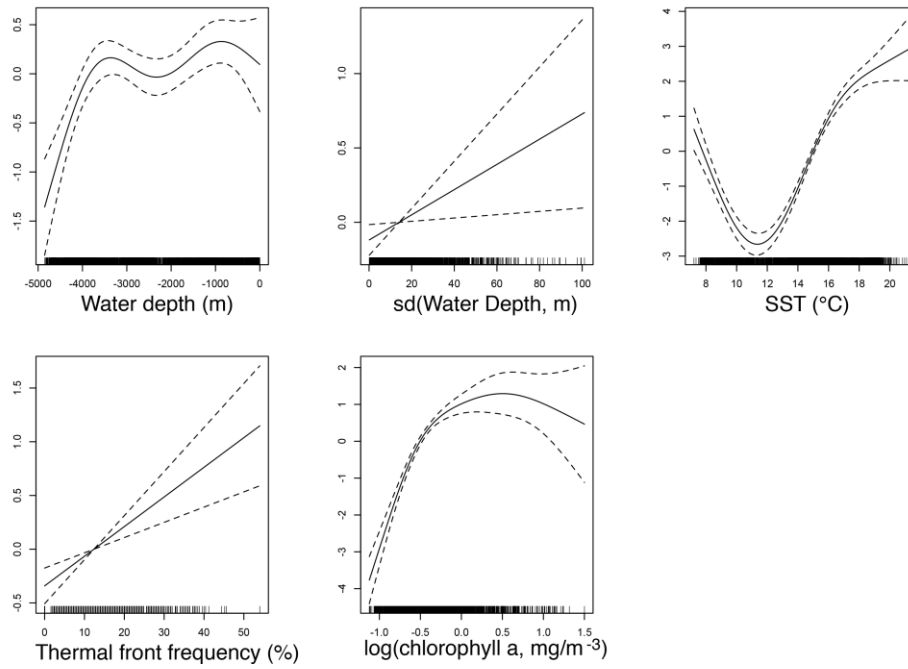 0.5
0.0
-0.5
-1.0
-1.5
-5000 -4000 -3000 -2000 -1000 0
Water depth (m)
1.0
0.5
0.0
0 20 40 60 80 100
sd(Water Depth, m)
4
3
2
1
0
-1
-2
-3
8 10 12 14 16 18 20
SST (°C)
1.5
1.0
0.5
0.0
-0.5
0 10 20 30 40 50
Thermal front frequency (%)
2
1
0
-1
-2
-3
-4
-1.0 -0.5 0.0 0.5 1.0 1.5
log(chlorophyll a, mg/m⁻³)